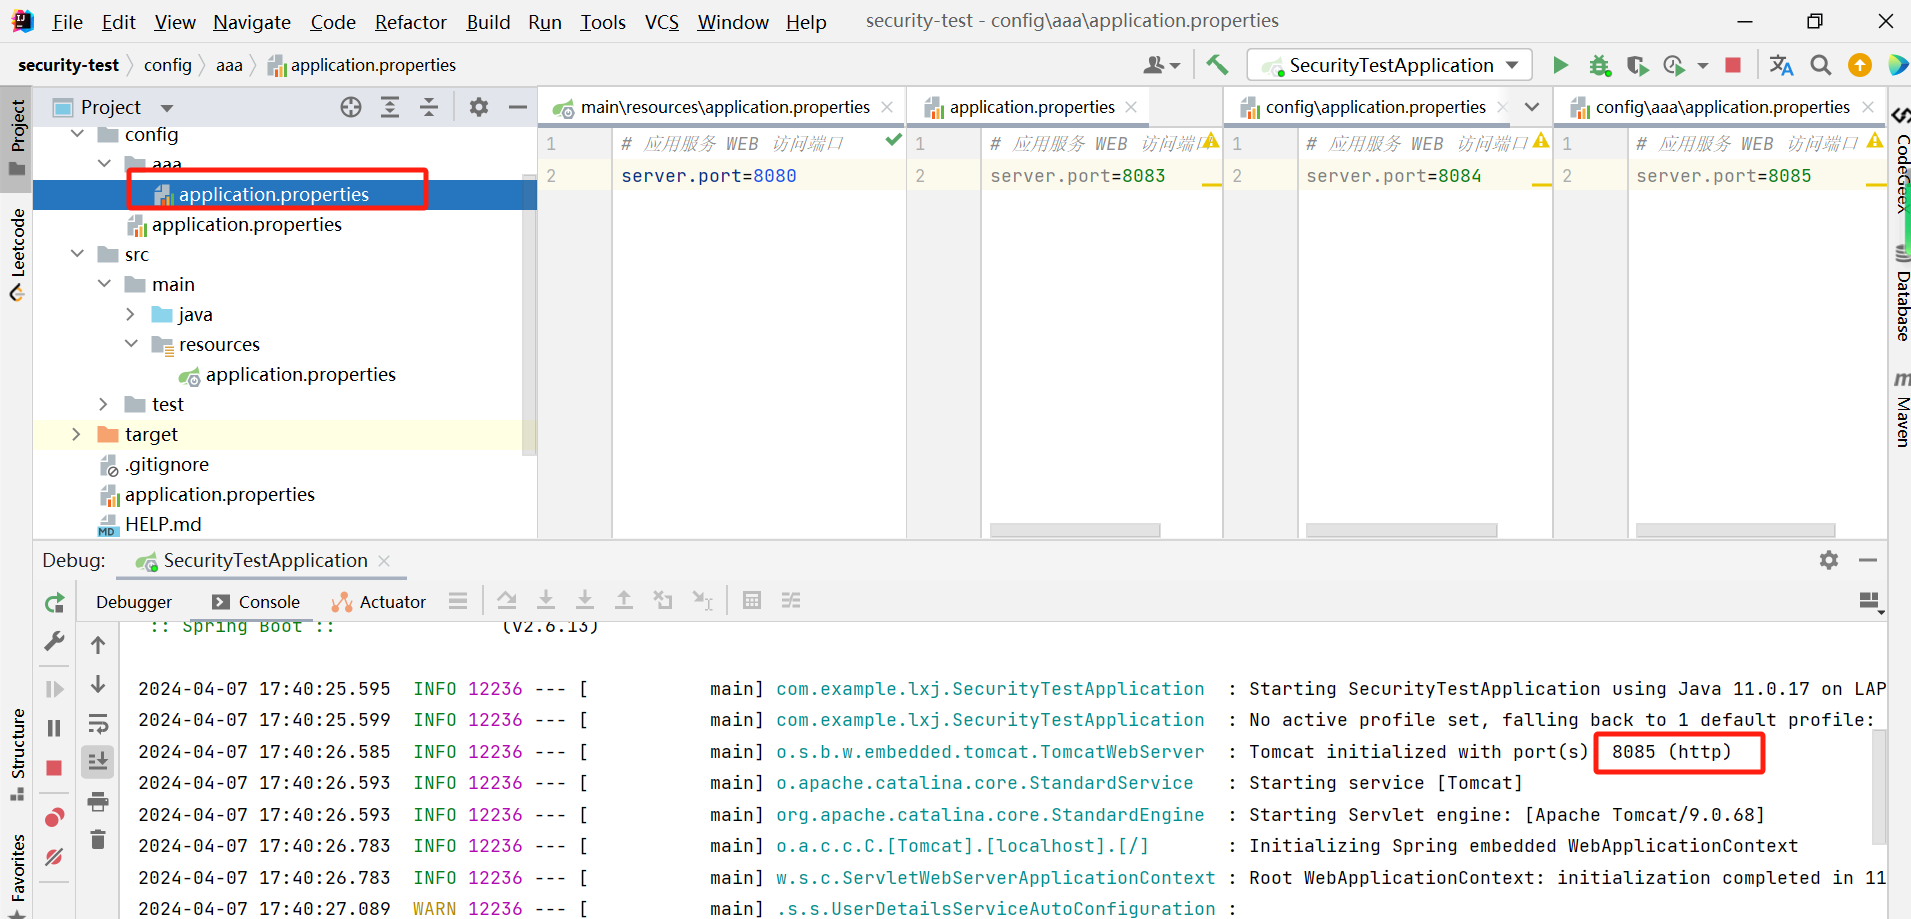 File Edit View Navigate Code Refactor Build Run Tools VCS Window Help security-test - config\aaa\application.properties
security-test config aaa application.properties SecurityTestApplication
Project
main\resources\application.properties application.properties config\application.properties config\aaa\application.properties
config
aaa
application.properties
application.properties
src
main
java
resources
application.properties
test
target
.gitignore
application.properties
HELP.md
1 # 应用服务 WEB 访问端口
2 server.port=8080
1 # 应用服务 WEB 访问端口
2 server.port=8083
1 # 应用服务 WEB 访问端口
2 server.port=8084
1 # 应用服务 WEB 访问端口
2 server.port=8085
Project
Leetcode
Structure
Favorites
CodeGeeX
Database
Maven
Debug: SecurityTestApplication
Debugger Console Actuator
:: Spring Boot :: (v2.6.13)
2024-04-07 17:40:25.595 INFO 12236 --- [ main] com.example.lxj.SecurityTestApplication : Starting SecurityTestApplication using Java 11.0.17 on LAP
2024-04-07 17:40:25.599 INFO 12236 --- [ main] com.example.lxj.SecurityTestApplication : No active profile set, falling back to 1 default profile:
2024-04-07 17:40:26.585 INFO 12236 --- [ main] o.s.b.w.embedded.tomcat.TomcatWebServer : Tomcat initialized with port(s) 8085 (http)
2024-04-07 17:40:26.593 INFO 12236 --- [ main] o.apache.catalina.core.StandardService : Starting service [Tomcat]
2024-04-07 17:40:26.593 INFO 12236 --- [ main] org.apache.catalina.core.StandardEngine : Starting Servlet engine: [Apache Tomcat/9.0.68]
2024-04-07 17:40:26.783 INFO 12236 --- [ main] o.a.c.c.C.[Tomcat].[localhost].[/] : Initializing Spring embedded WebApplicationContext
2024-04-07 17:40:26.783 INFO 12236 --- [ main] w.s.c.ServletWebServerApplicationContext : Root WebApplicationContext: initialization completed in 11
2024-04-07 17:40:27.089 WARN 12236 --- [ main] .s.s.UserDetailsServiceAutoConfiguration :